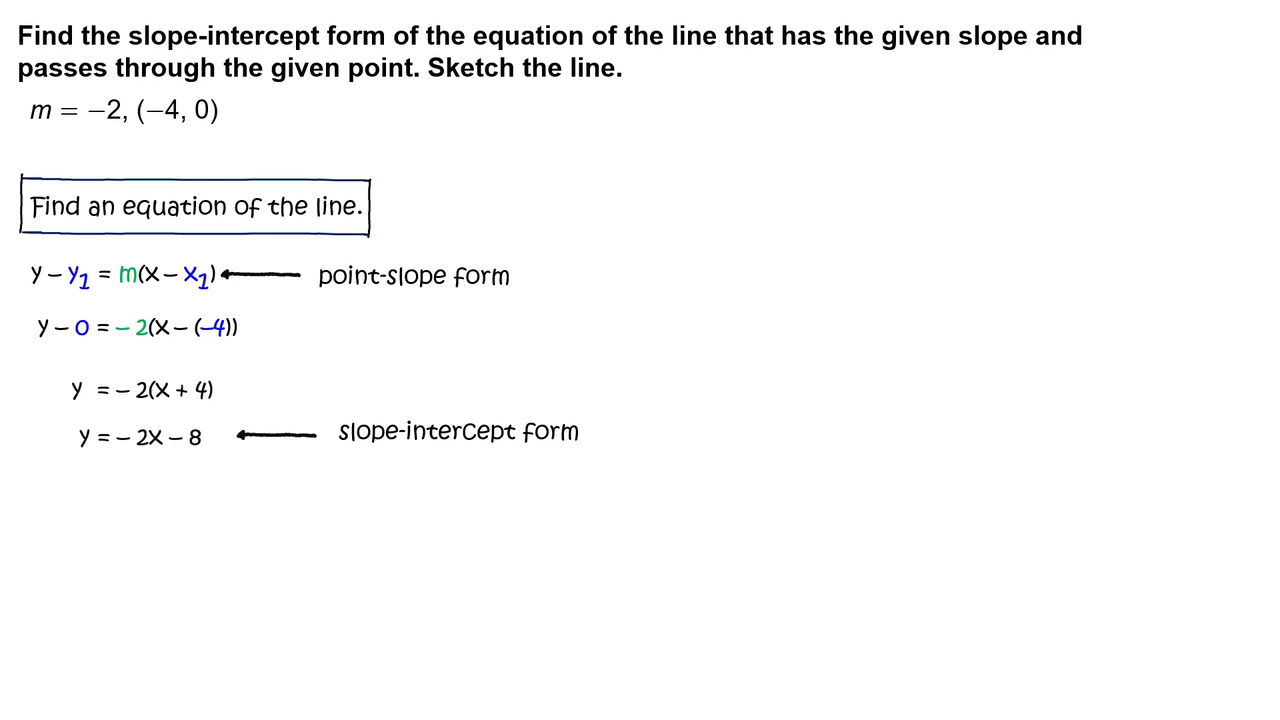 Find the slope-intercept form of the equation of the line that has the given slope and
passes through the given point. Sketch the line.
m = −2, (−4, 0)
Find an equation of the line.
y − y₁ = m(x − x₁) point-slope form
y − 0 = − 2(x − (−4))
y = − 2(x + 4)
y = − 2x − 8 slope-intercept form